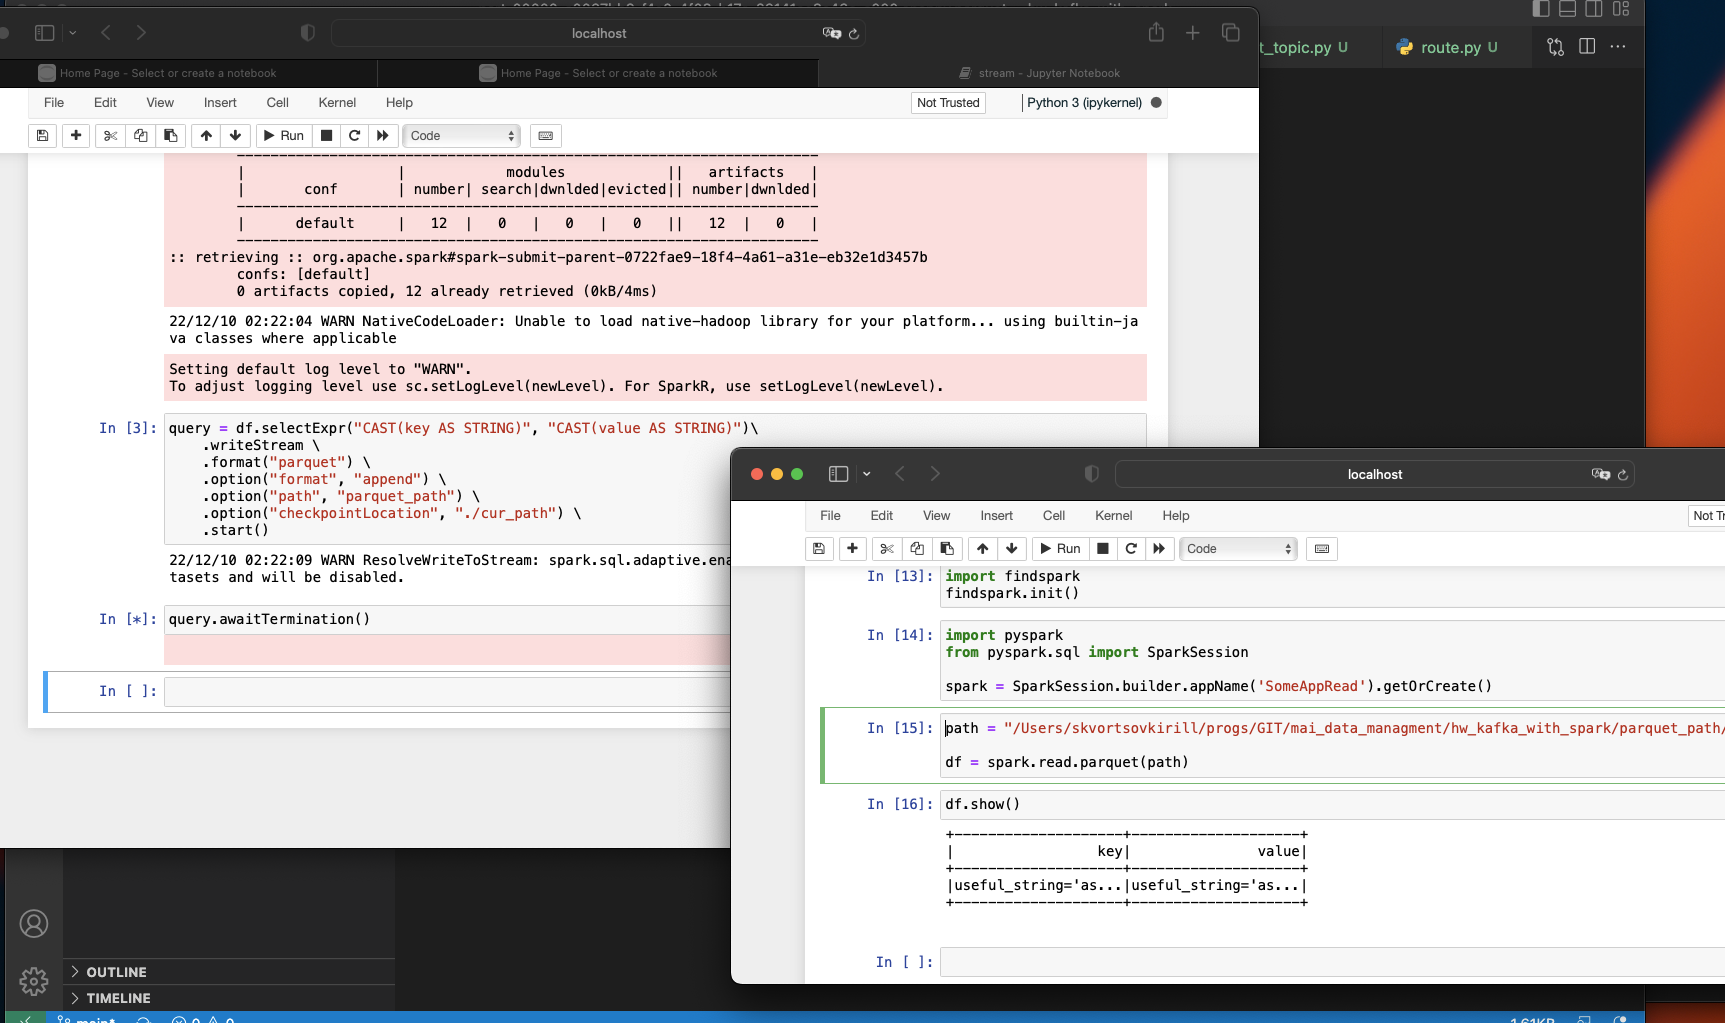 localhost
t_topic.py U
route.py U
Home Page - Select or create a notebook
Home Page - Select or create a notebook
stream - Jupyter Notebook
File Edit View Insert Cell Kernel Help
Not Trusted
Python 3 (ipykernel)
Run
Code
| | modules || artifacts |
| conf | number| search|dwnlded|evicted|| number|dwnlded|
| default | 12 | 0 | 0 | 0 || 12 | 0 |
:: retrieving :: org.apache.spark#spark-submit-parent-0722fae9-18f4-4a61-a31e-eb32e1d3457b
confs: [default]
0 artifacts copied, 12 already retrieved (0kB/4ms)
22/12/10 02:22:04 WARN NativeCodeLoader: Unable to load native-hadoop library for your platform... using builtin-ja
va classes where applicable
Setting default log level to "WARN".
To adjust logging level use sc.setLogLevel(newLevel). For SparkR, use setLogLevel(newLevel).
In [3]: query = df.selectExpr("CAST(key AS STRING)", "CAST(value AS STRING)")\
.writeStream \
.format("parquet") \
.option("format", "append") \
.option("path", "parquet_path") \
.option("checkpointLocation", "./cur_path") \
.start()
22/12/10 02:22:09 WARN ResolveWriteToStream: spark.sql.adaptive.ena
tasets and will be disabled.
In [*]: query.awaitTermination()
In [ ]:
localhost
File Edit View Insert Cell Kernel Help
Not Tr
Run
Code
In [13]: import findspark
findspark.init()
In [14]: import pyspark
from pyspark.sql import SparkSession
spark = SparkSession.builder.appName('SomeAppRead').getOrCreate()
In [15]: path = "/Users/skvortsovkirill/progs/GIT/mai_data_managment/hw_kafka_with_spark/parquet_path/
df = spark.read.parquet(path)
In [16]: df.show()
+--------------------+--------------------+
| key| value|
+--------------------+--------------------+
|useful_string='as...|useful_string='as...|
+--------------------+--------------------+
In [ ]:
OUTLINE
TIMELINE
main*
0
0
1.61KB